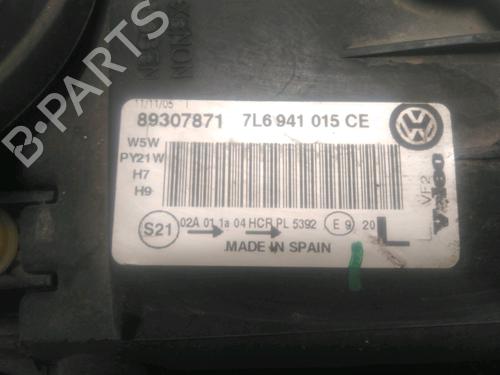 11/11/05
89307871 7L6 941 015 CE
W5W
PY21W
H7
H9
VF2
Valeo
S21 02A 01 1a 04 HCR PL 5392 E 9 20 L
MADE IN SPAIN
B-PARTS